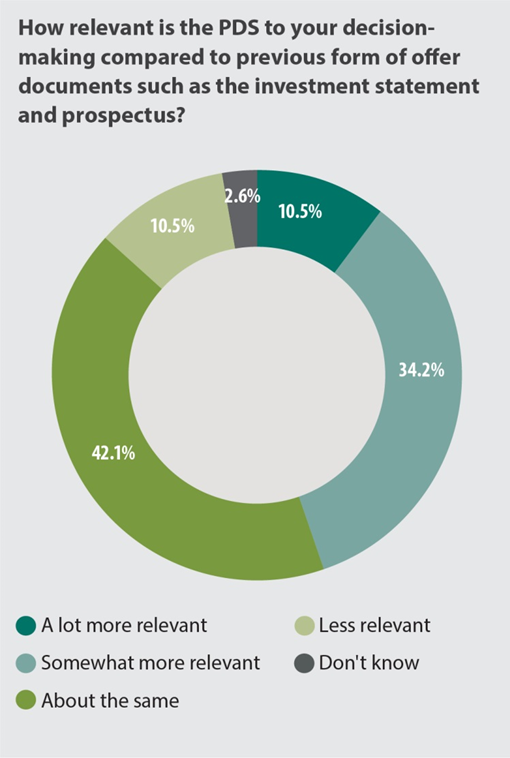 How relevant is the PDS to your decision-
making compared to previous form of offer
documents such as the investment statement
and prospectus?
2.6%
10.5%
10.5%
34.2%
42.1%
A lot more relevant
Less relevant
Somewhat more relevant
Don't know
About the same